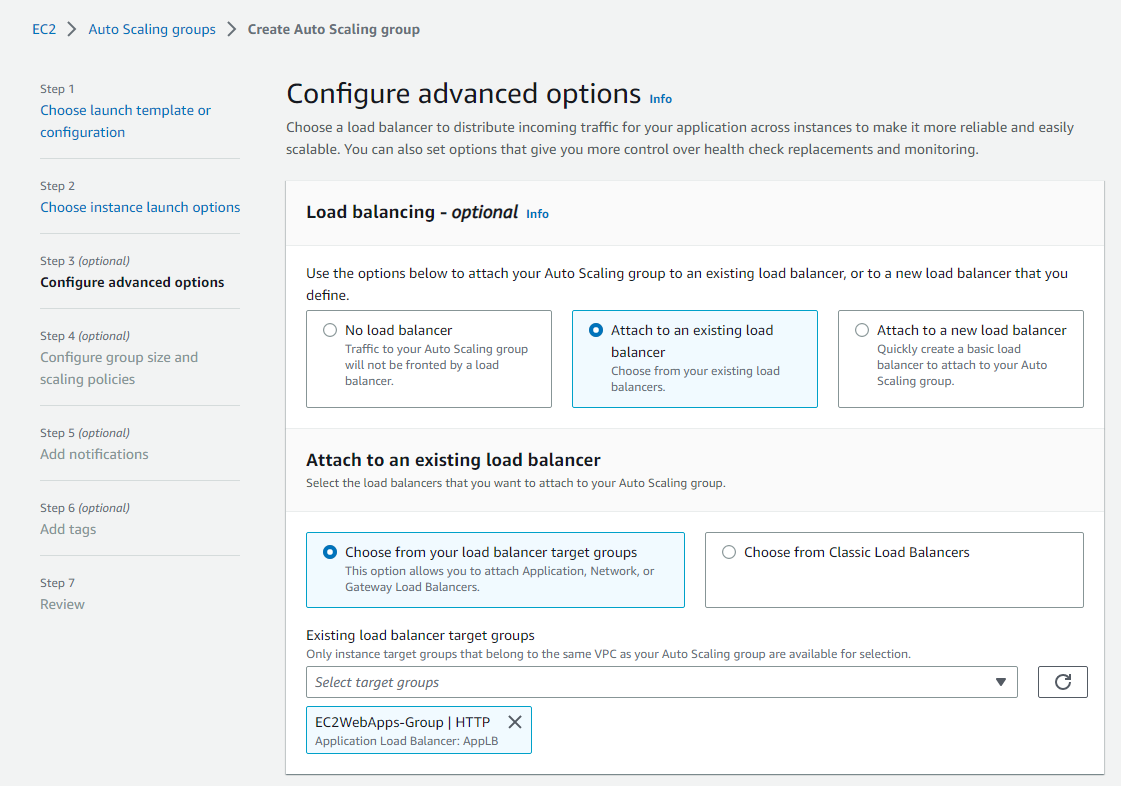 EC2 > Auto Scaling groups > Create Auto Scaling group
Step 1
Choose launch template or
configuration
Step 2
Choose instance launch options
Step 3 (optional)
Configure advanced options
Step 4 (optional)
Configure group size and
scaling policies
Step 5 (optional)
Add notifications
Step 6 (optional)
Add tags
Step 7
Review
Configure advanced options Info
Choose a load balancer to distribute incoming traffic for your application across instances to make it more reliable and easily
scalable. You can also set options that give you more control over health check replacements and monitoring.
Load balancing - optional Info
Use the options below to attach your Auto Scaling group to an existing load balancer, or to a new load balancer that you
define.
No load balancer
Traffic to your Auto Scaling group
will not be fronted by a load
balancer.
Attach to an existing load
balancer
Choose from your existing load
balancers.
Attach to a new load balancer
Quickly create a basic load
balancer to attach to your Auto
Scaling group.
Attach to an existing load balancer
Select the load balancers that you want to attach to your Auto Scaling group.
Choose from your load balancer target groups
This option allows you to attach Application, Network, or
Gateway Load Balancers.
Choose from Classic Load Balancers
Existing load balancer target groups
Only instance target groups that belong to the same VPC as your Auto Scaling group are available for selection.
Select target groups
EC2WebApps-Group | HTTP
Application Load Balancer: AppLB